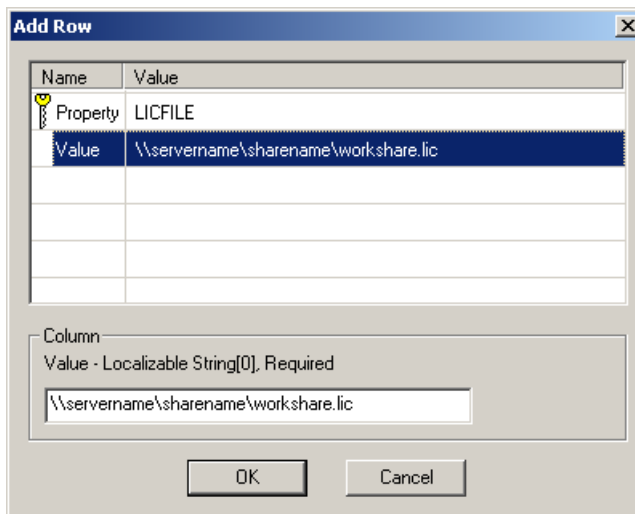 Add Row
Name Value
Property LICFILE
Value \\servername\sharename\workshare.lic
Column
Value - Localizable String[0], Required
\\servername\sharename\workshare.lic
OK Cancel